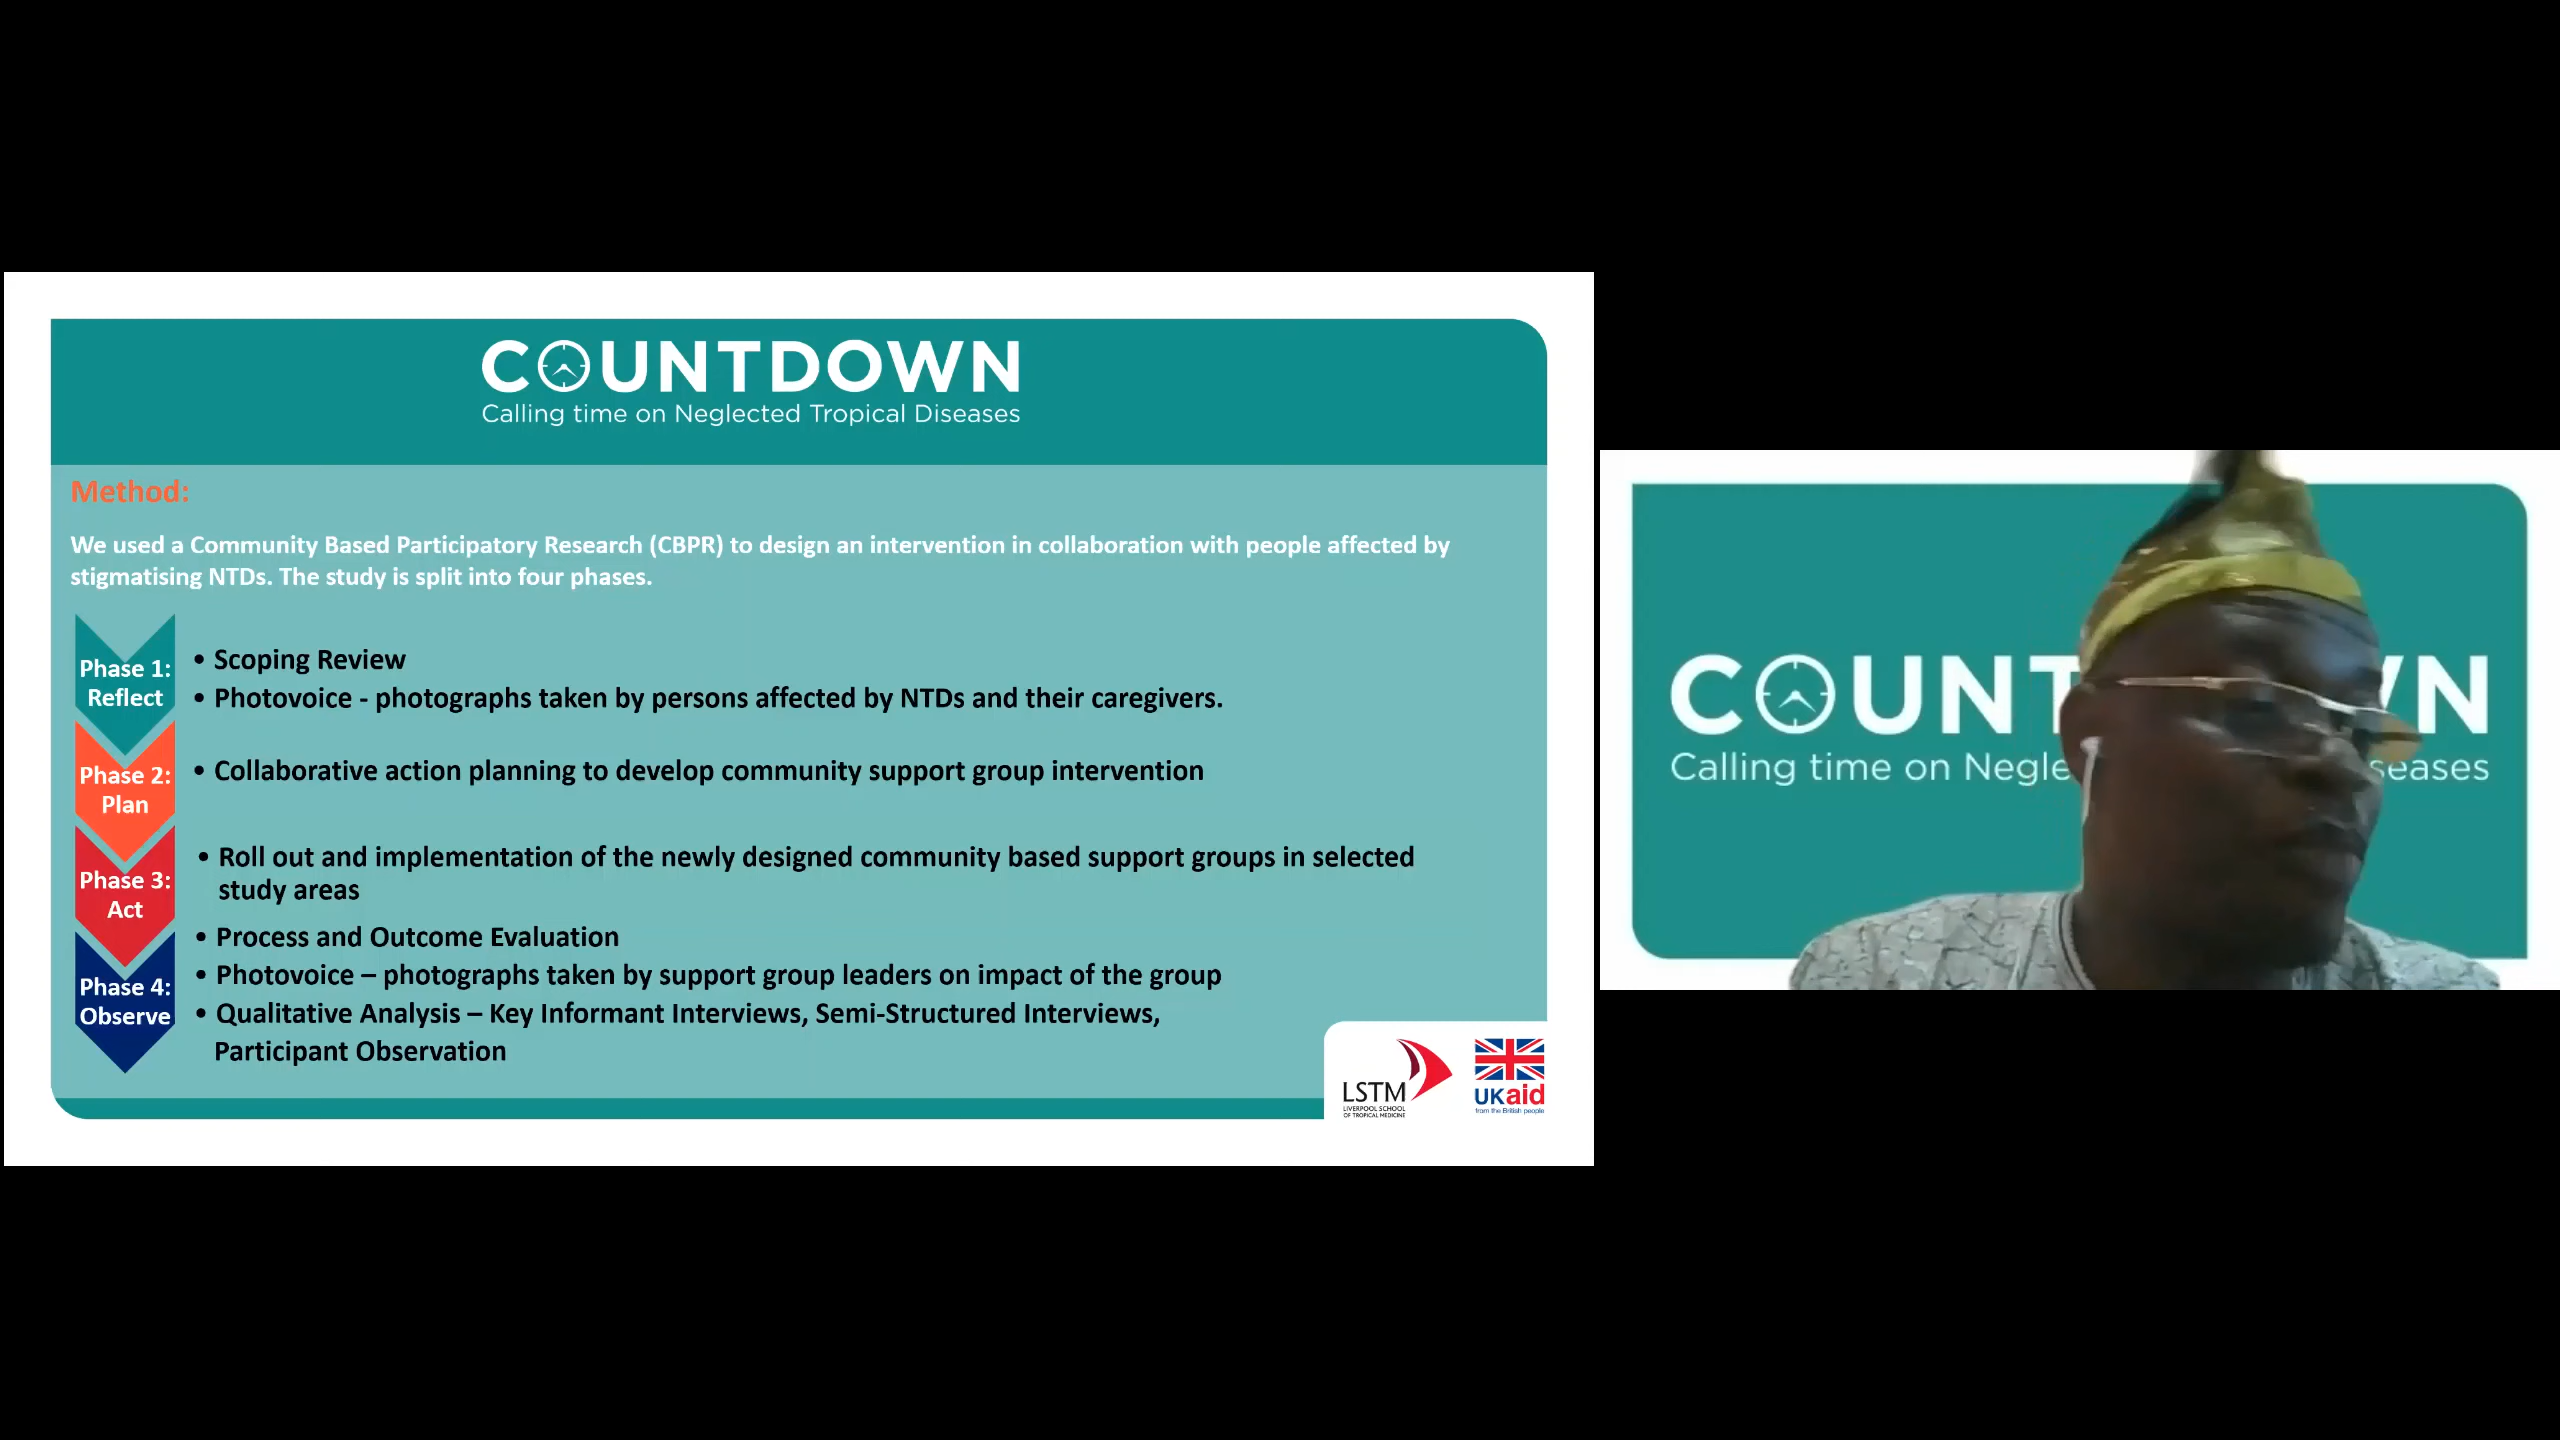 COUNTDOWN
Calling time on Neglected Tropical Diseases
Method:
We used a Community Based Participatory Research (CBPR) to design an intervention in collaboration with people affected by
stigmatising NTDs. The study is split into four phases.
Phase 1:
Reflect
• Scoping Review
• Photovoice - photographs taken by persons affected by NTDs and their caregivers.
Phase 2:
Plan
• Collaborative action planning to develop community support group intervention
Phase 3:
Act
• Roll out and implementation of the newly designed community based support groups in selected
study areas
Phase 4:
Observe
• Process and Outcome Evaluation
• Photovoice – photographs taken by support group leaders on impact of the group
• Qualitative Analysis – Key Informant Interviews, Semi-Structured Interviews,
Participant Observation
LSTM
LIVERPOOL SCHOOL
OF TROPICAL MEDICINE
UKaid
from the British people
COUNT WN
Calling time on Negle seases